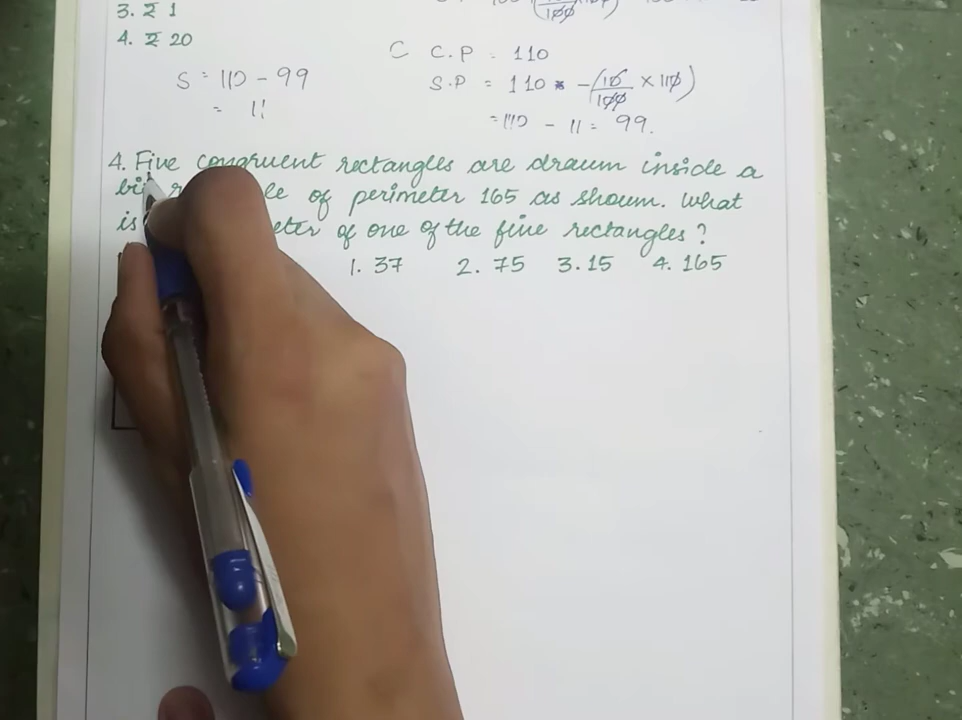 3. ₹ 1
4. ₹ 20
S = 110 - 99
= 11
C C.P = 110
S.P = 110 - (10/100 × 110)
= 110 - 11 = 99.
4. Five congruent rectangles are drawn inside a
of perimeter 165 as shown. What
is of one of the five rectangles?
1. 37 2. 75 3. 15 4. 165